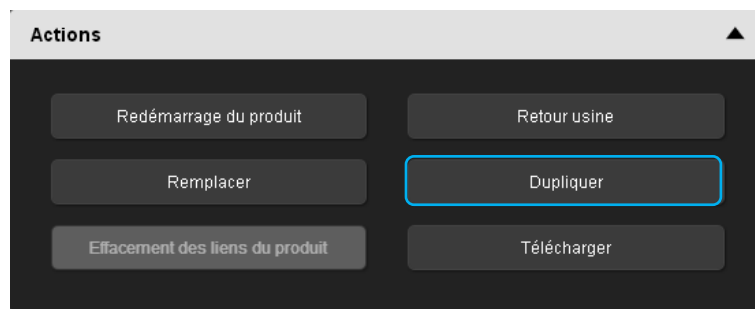 Actions
Redémarrage du produit
Retour usine
Remplacer
Dupliquer
Effacement des liens du produit
Télécharger